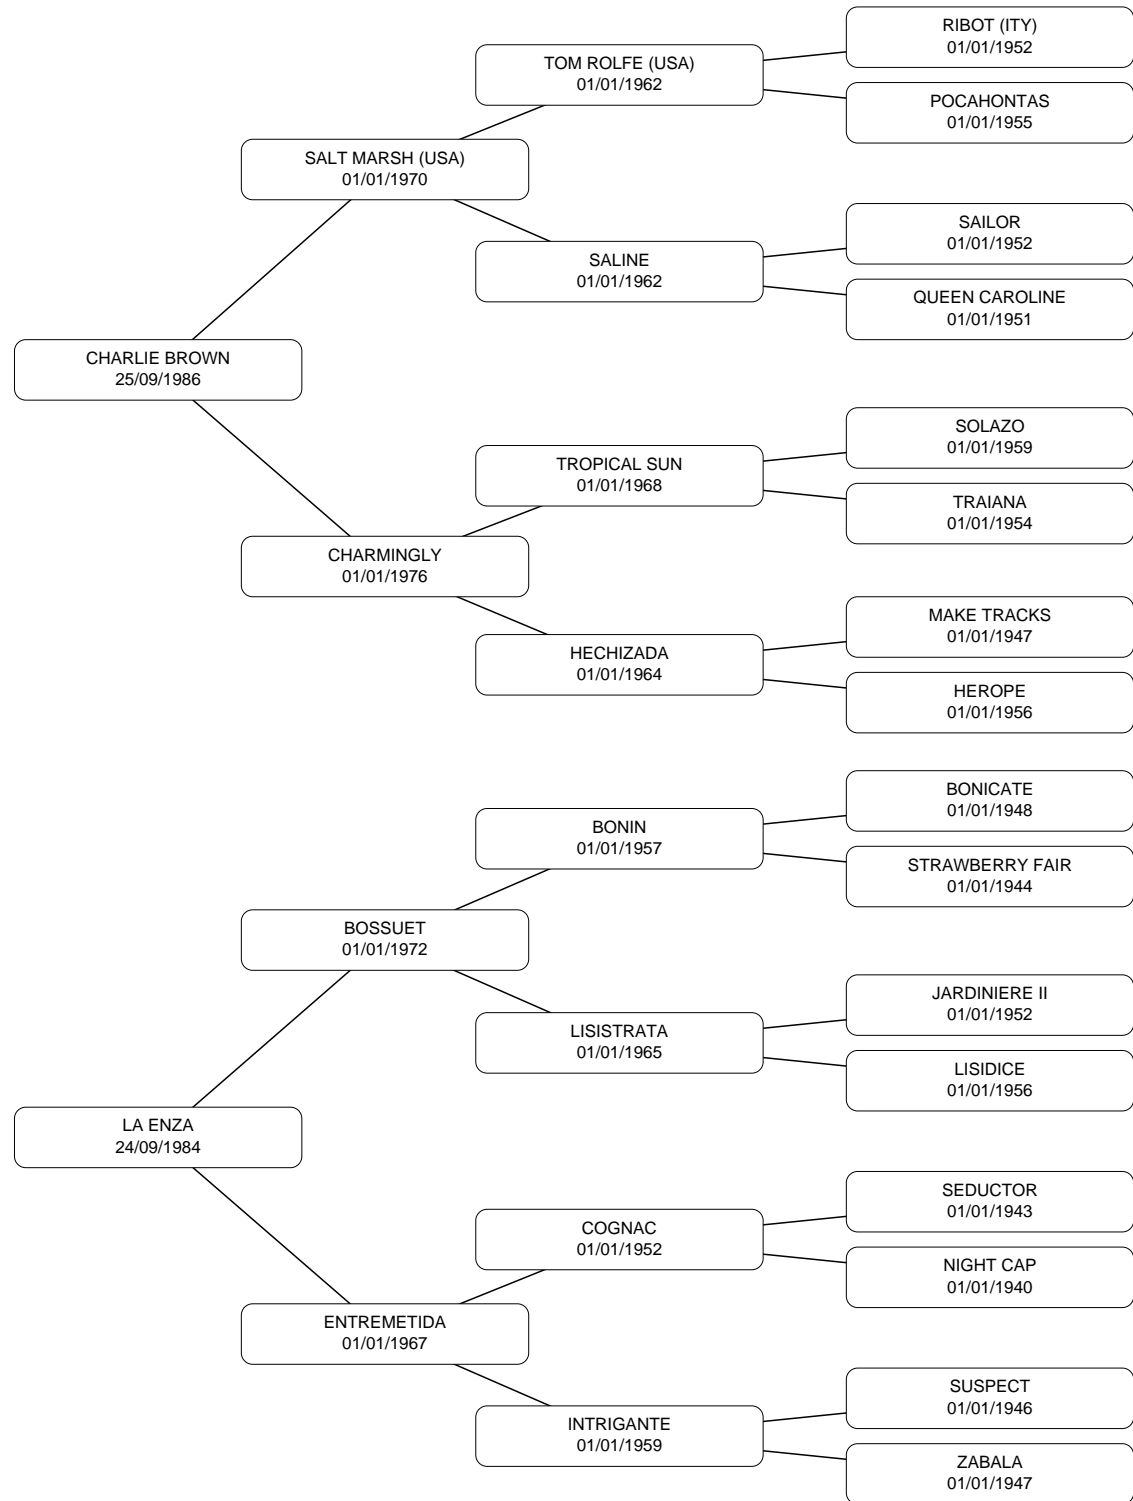 RIBOT (ITY)
01/01/1952
TOM ROLFE (USA)
01/01/1962
POCAHONTAS
01/01/1955
SALT MARSH (USA)
01/01/1970
SAILOR
01/01/1952
SALINE
01/01/1962
QUEEN CAROLINE
01/01/1951
CHARLIE BROWN
25/09/1986
SOLAZO
01/01/1959
TROPICAL SUN
01/01/1968
TRAIANA
01/01/1954
CHARMINGLY
01/01/1976
MAKE TRACKS
01/01/1947
HECHIZADA
01/01/1964
HEROPE
01/01/1956
BONICATE
01/01/1948
BONIN
01/01/1957
STRAWBERRY FAIR
01/01/1944
BOSSUET
01/01/1972
JARDINIERE II
01/01/1952
LISISTRATA
01/01/1965
LISIDICE
01/01/1956
LA ENZA
24/09/1984
SEDUCTOR
01/01/1943
COGNAC
01/01/1952
NIGHT CAP
01/01/1940
ENTREMETIDA
01/01/1967
SUSPECT
01/01/1946
INTRIGANTE
01/01/1959
ZABALA
01/01/1947